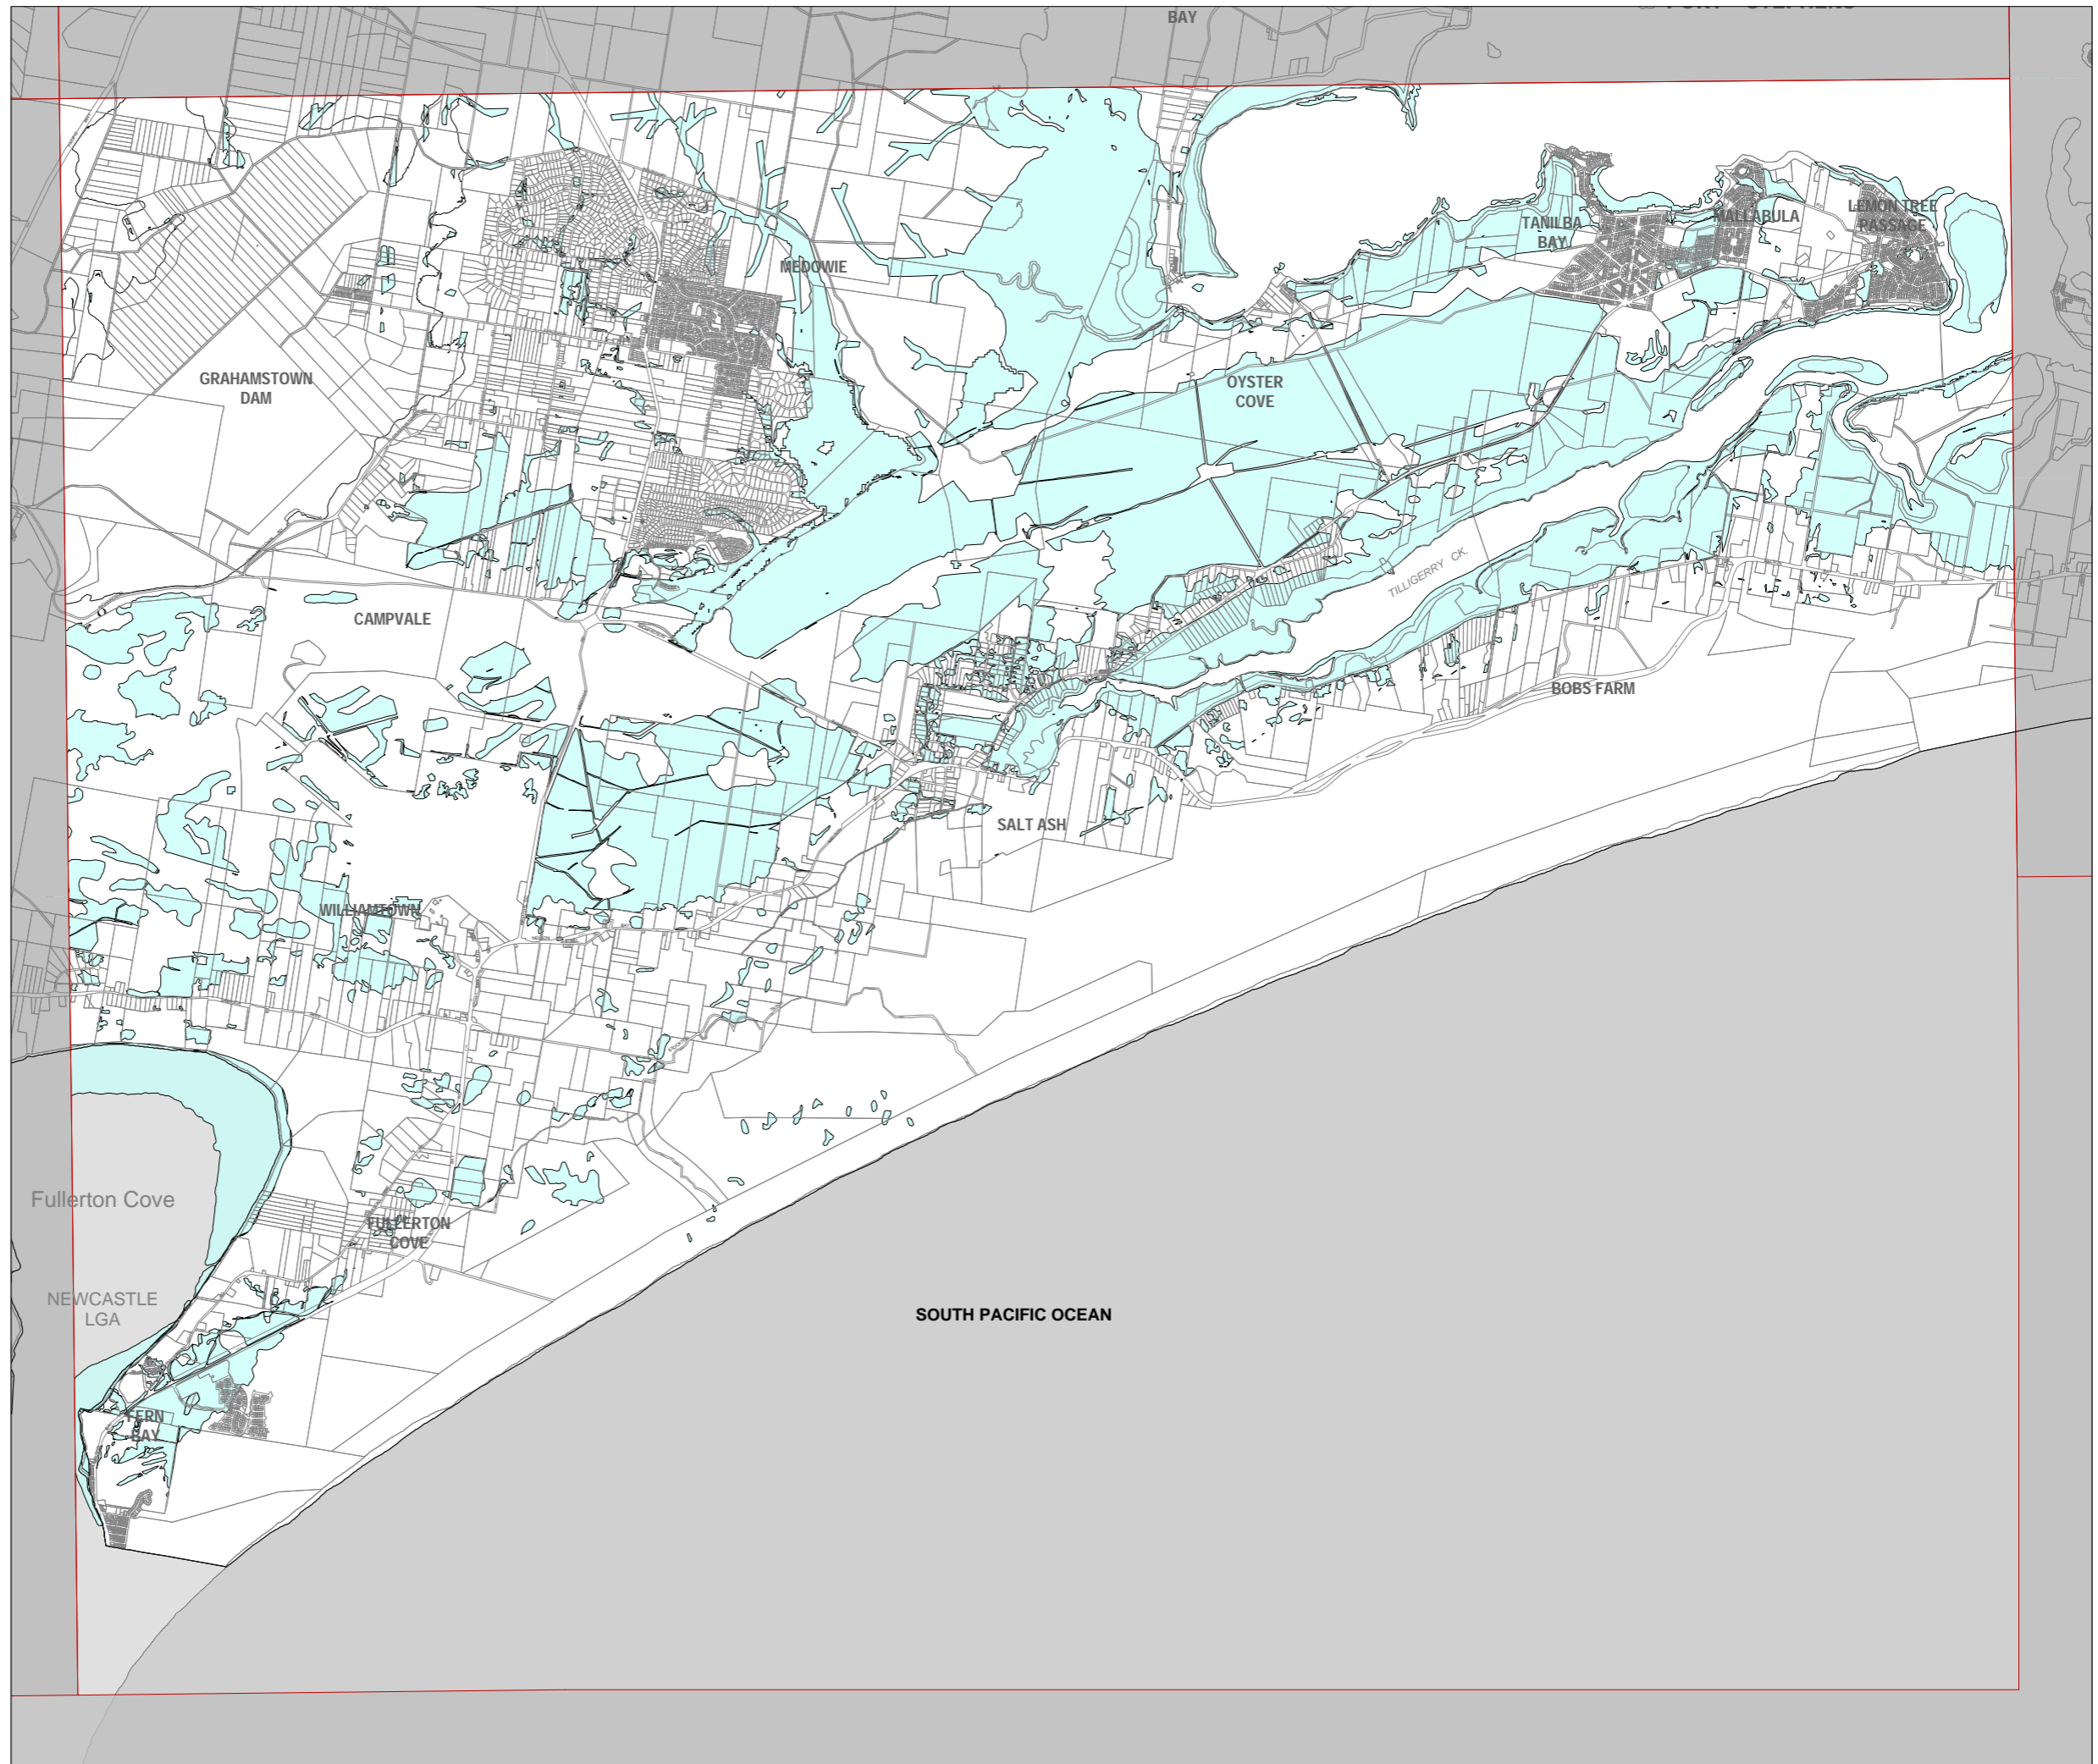 BAY
TANILBA
BAY
MALLABULA
LEMON TREE
PASSAGE
MEDOWIE
GRAHAMSTOWN
DAM
OYSTER
COVE
TILLIGERRY CK.
CAMPVALE
BOBS FARM
SALT ASH
WILLIAMTOWN
Fullerton Cove
FULLERTON
COVE
NEWCASTLE
LGA
SOUTH PACIFIC OCEAN
FERN
BAY